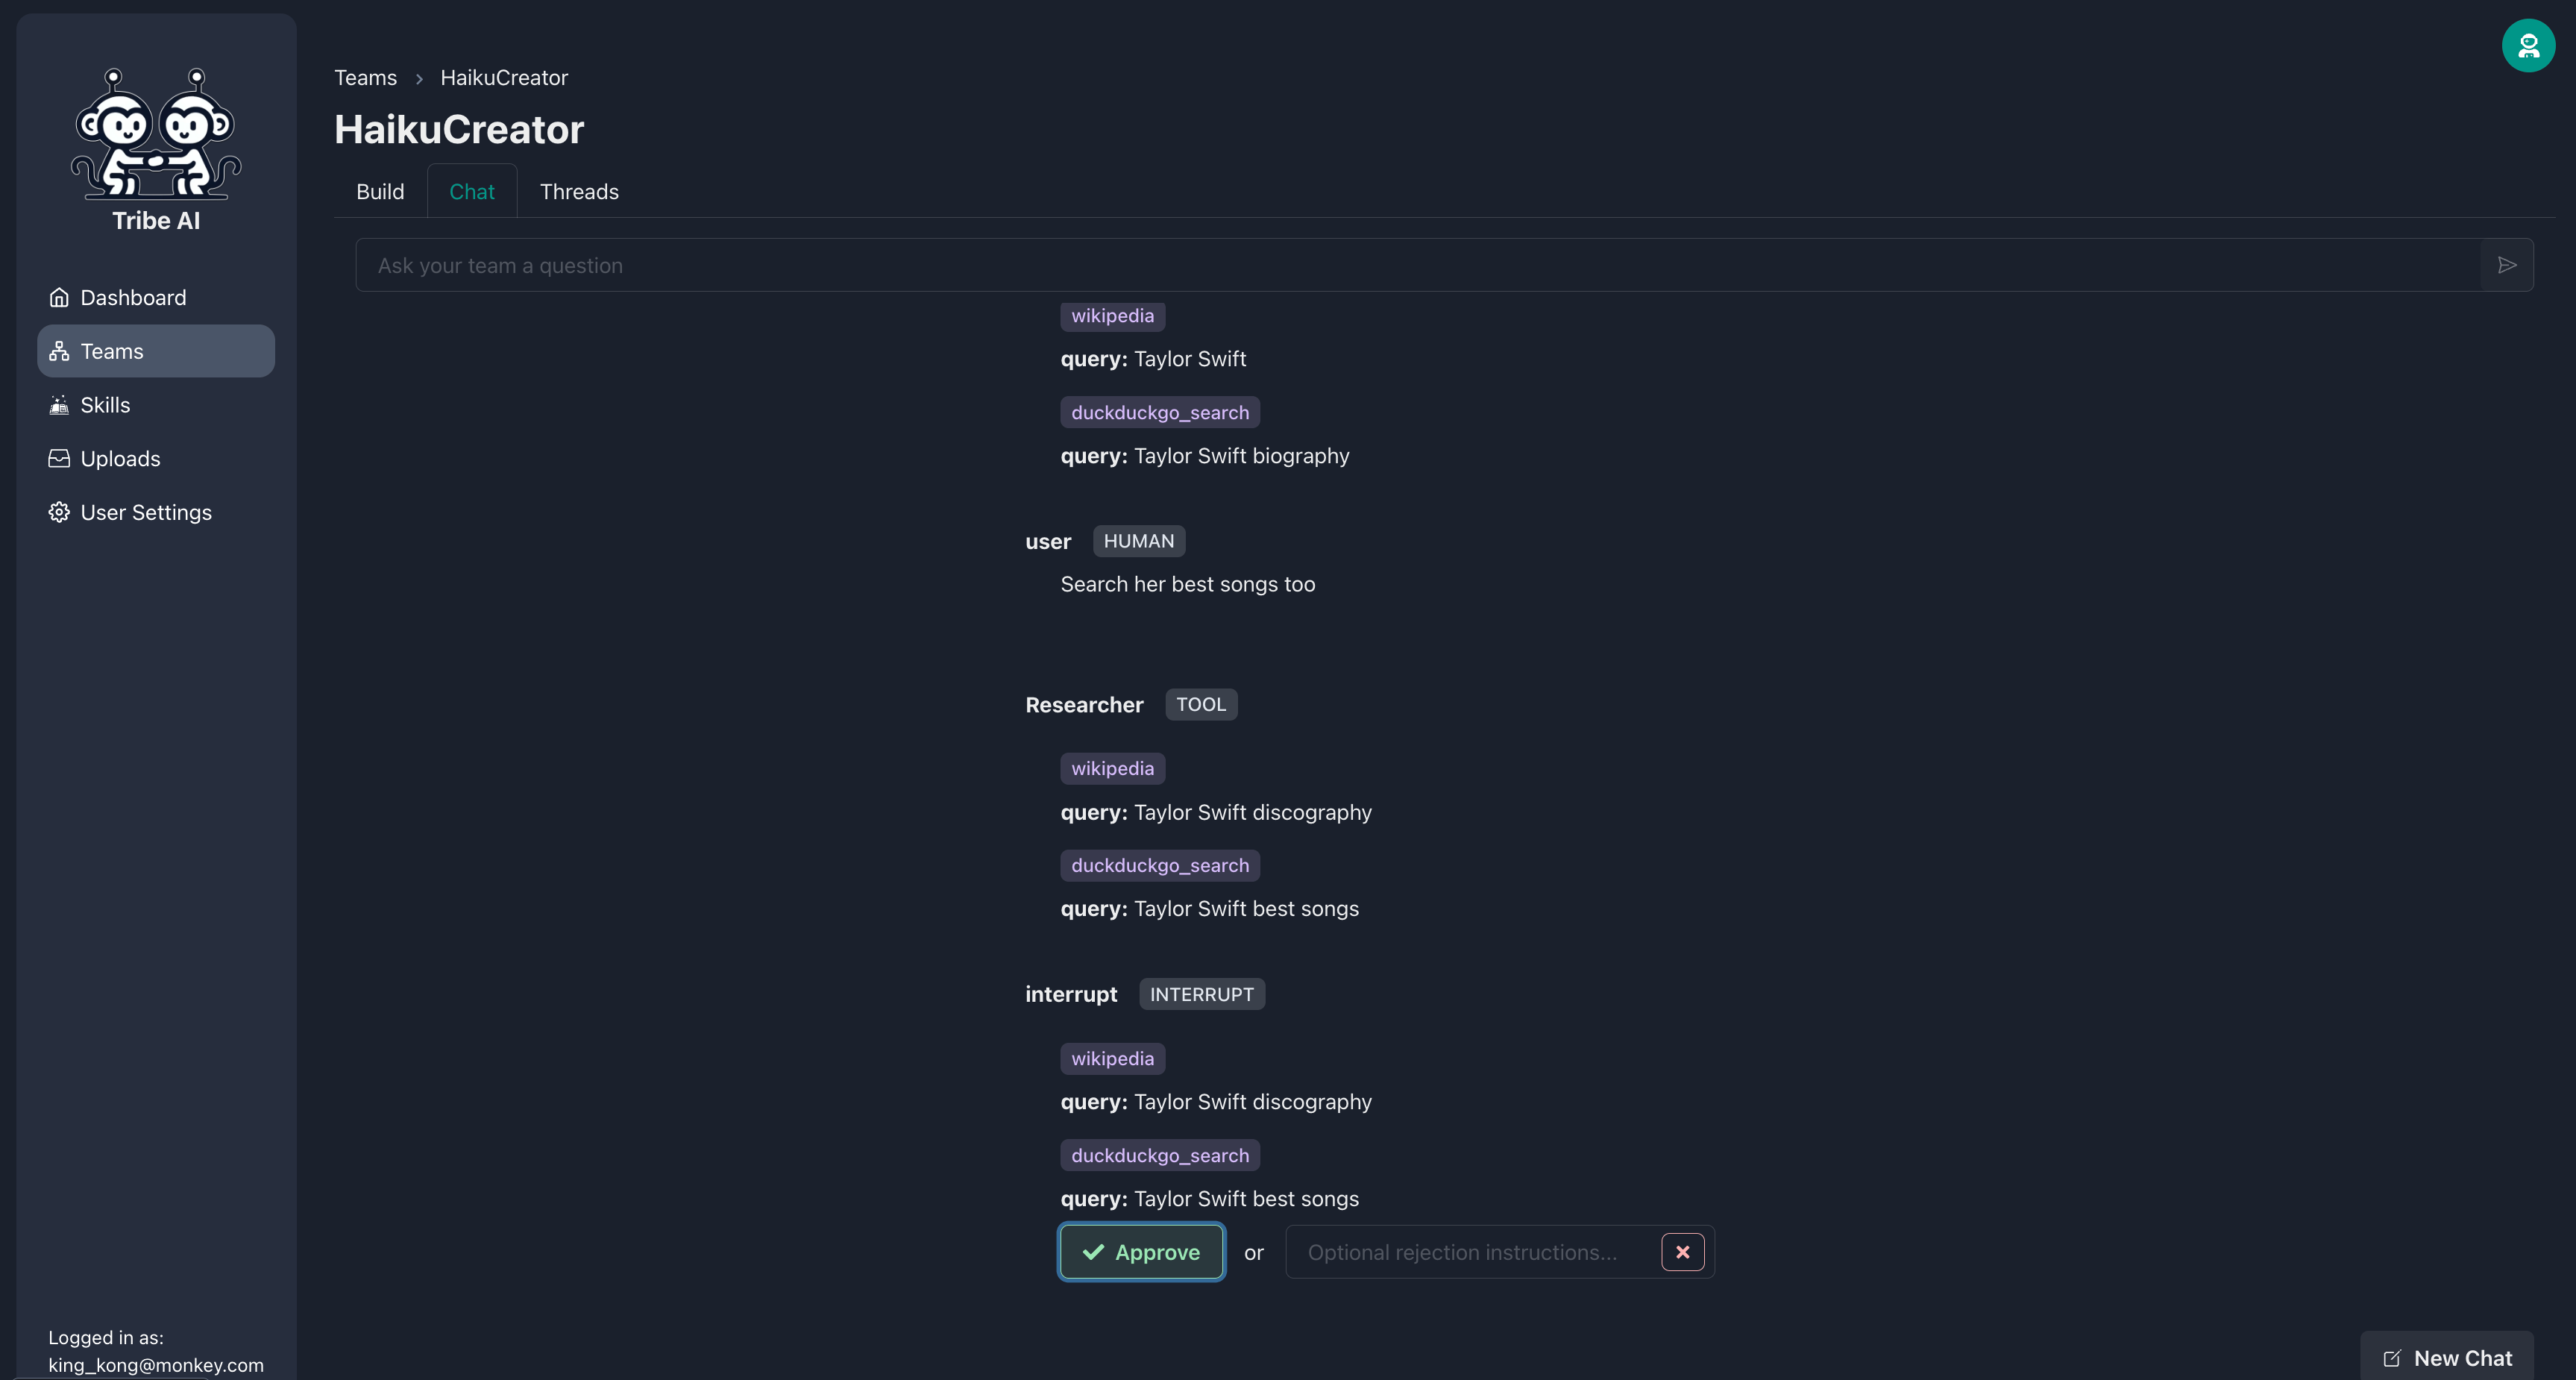 Tribe AI
Dashboard
Teams
Skills
Uploads
User Settings
Logged in as:
king_kong@monkey.com
Teams > HaikuCreator
HaikuCreator
Build Chat Threads
Ask your team a question
wikipedia
query: Taylor Swift
duckduckgo_search
query: Taylor Swift biography
user HUMAN
Search her best songs too
Researcher TOOL
wikipedia
query: Taylor Swift discography
duckduckgo_search
query: Taylor Swift best songs
interrupt INTERRUPT
wikipedia
query: Taylor Swift discography
duckduckgo_search
query: Taylor Swift best songs
Approve or Optional rejection instructions...
New Chat